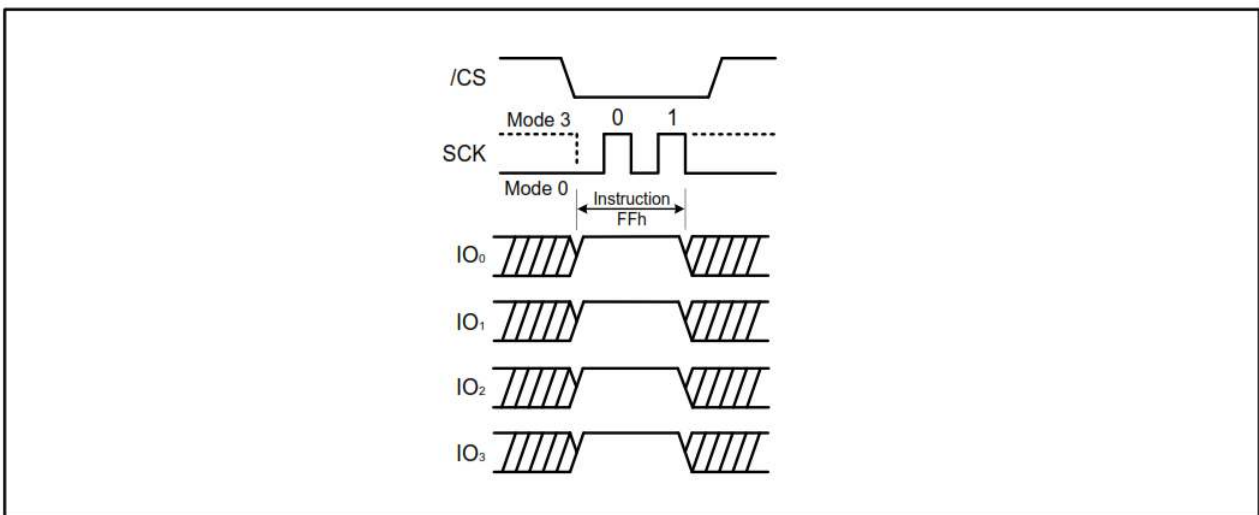 /CS
Mode 3 0 1
SCK
Mode 0
Instruction
FFh
IO₀
IO₁
IO₂
IO₃